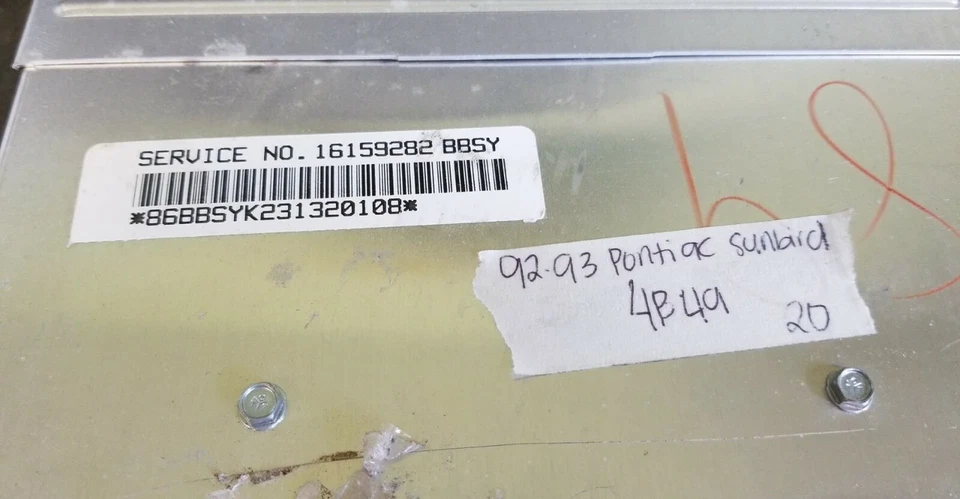 SERVICE NO. 16159282 BBSY
*86BBSYK231320108*
92-93 Pontiac Sunbird
4B49
20